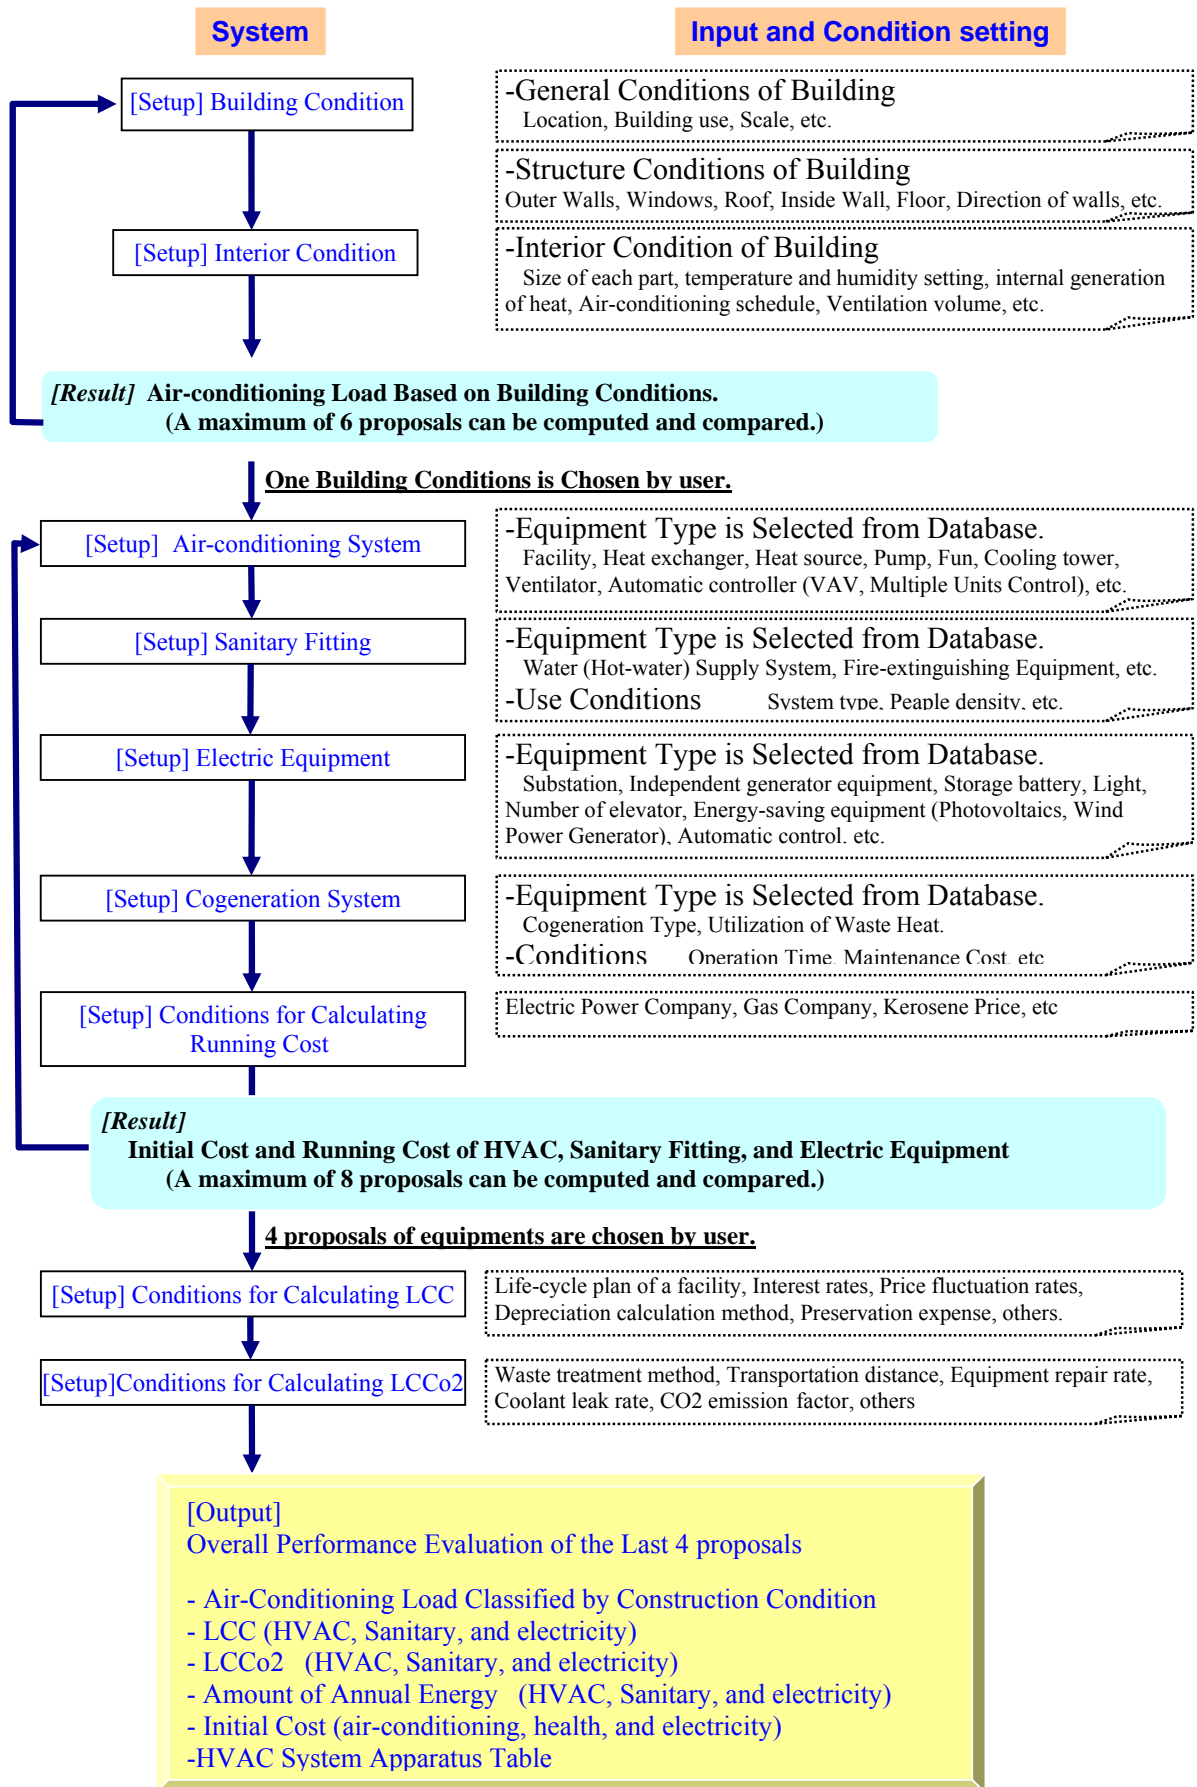 System
Input and Condition setting
[Setup] Building Condition
-General Conditions of Building
Location, Building use, Scale, etc.
-Structure Conditions of Building
Outer Walls, Windows, Roof, Inside Wall, Floor, Direction of walls, etc.
[Setup] Interior Condition
-Interior Condition of Building
Size of each part, temperature and humidity setting, internal generation
of heat, Air-conditioning schedule, Ventilation volume, etc.
[Result] Air-conditioning Load Based on Building Conditions.
(A maximum of 6 proposals can be computed and compared.)
One Building Conditions is Chosen by user.
[Setup] Air-conditioning System
-Equipment Type is Selected from Database.
Facility, Heat exchanger, Heat source, Pump, Fun, Cooling tower,
Ventilator, Automatic controller (VAV, Multiple Units Control), etc.
[Setup] Sanitary Fitting
-Equipment Type is Selected from Database.
Water (Hot-water) Supply System, Fire-extinguishing Equipment, etc.
-Use Conditions System type, Peaple density, etc.
[Setup] Electric Equipment
-Equipment Type is Selected from Database.
Substation, Independent generator equipment, Storage battery, Light,
Number of elevator, Energy-saving equipment (Photovoltaics, Wind
Power Generator), Automatic control. etc.
[Setup] Cogeneration System
-Equipment Type is Selected from Database.
Cogeneration Type, Utilization of Waste Heat.
-Conditions Operation Time, Maintenance Cost, etc
[Setup] Conditions for Calculating
Running Cost
Electric Power Company, Gas Company, Kerosene Price, etc
[Result]
Initial Cost and Running Cost of HVAC, Sanitary Fitting, and Electric Equipment
(A maximum of 8 proposals can be computed and compared.)
4 proposals of equipments are chosen by user.
[Setup] Conditions for Calculating LCC
Life-cycle plan of a facility, Interest rates, Price fluctuation rates,
Depreciation calculation method, Preservation expense, others.
[Setup]Conditions for Calculating LCCo2
Waste treatment method, Transportation distance, Equipment repair rate,
Coolant leak rate, CO2 emission factor, others
[Output]
Overall Performance Evaluation of the Last 4 proposals
- Air-Conditioning Load Classified by Construction Condition
- LCC (HVAC, Sanitary, and electricity)
- LCCo2 (HVAC, Sanitary, and electricity)
- Amount of Annual Energy (HVAC, Sanitary, and electricity)
- Initial Cost (air-conditioning, health, and electricity)
-HVAC System Apparatus Table